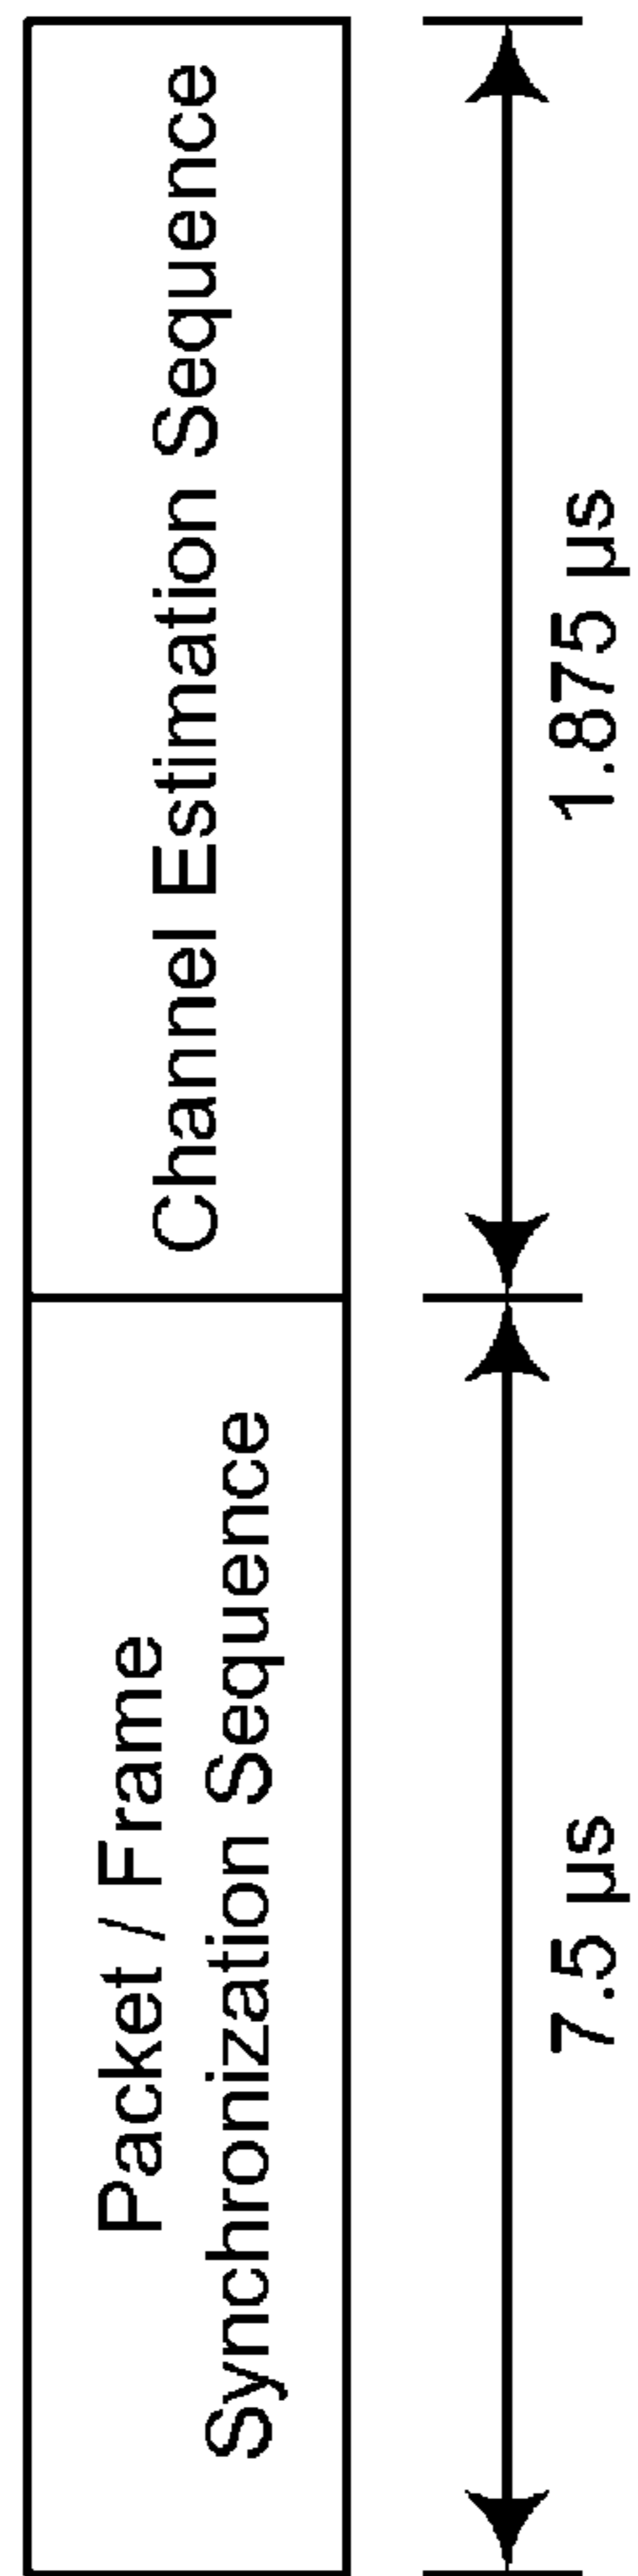 Packet / Frame
Synchronization Sequence
Channel Estimation Sequence
7.5 µs
1.875 µs